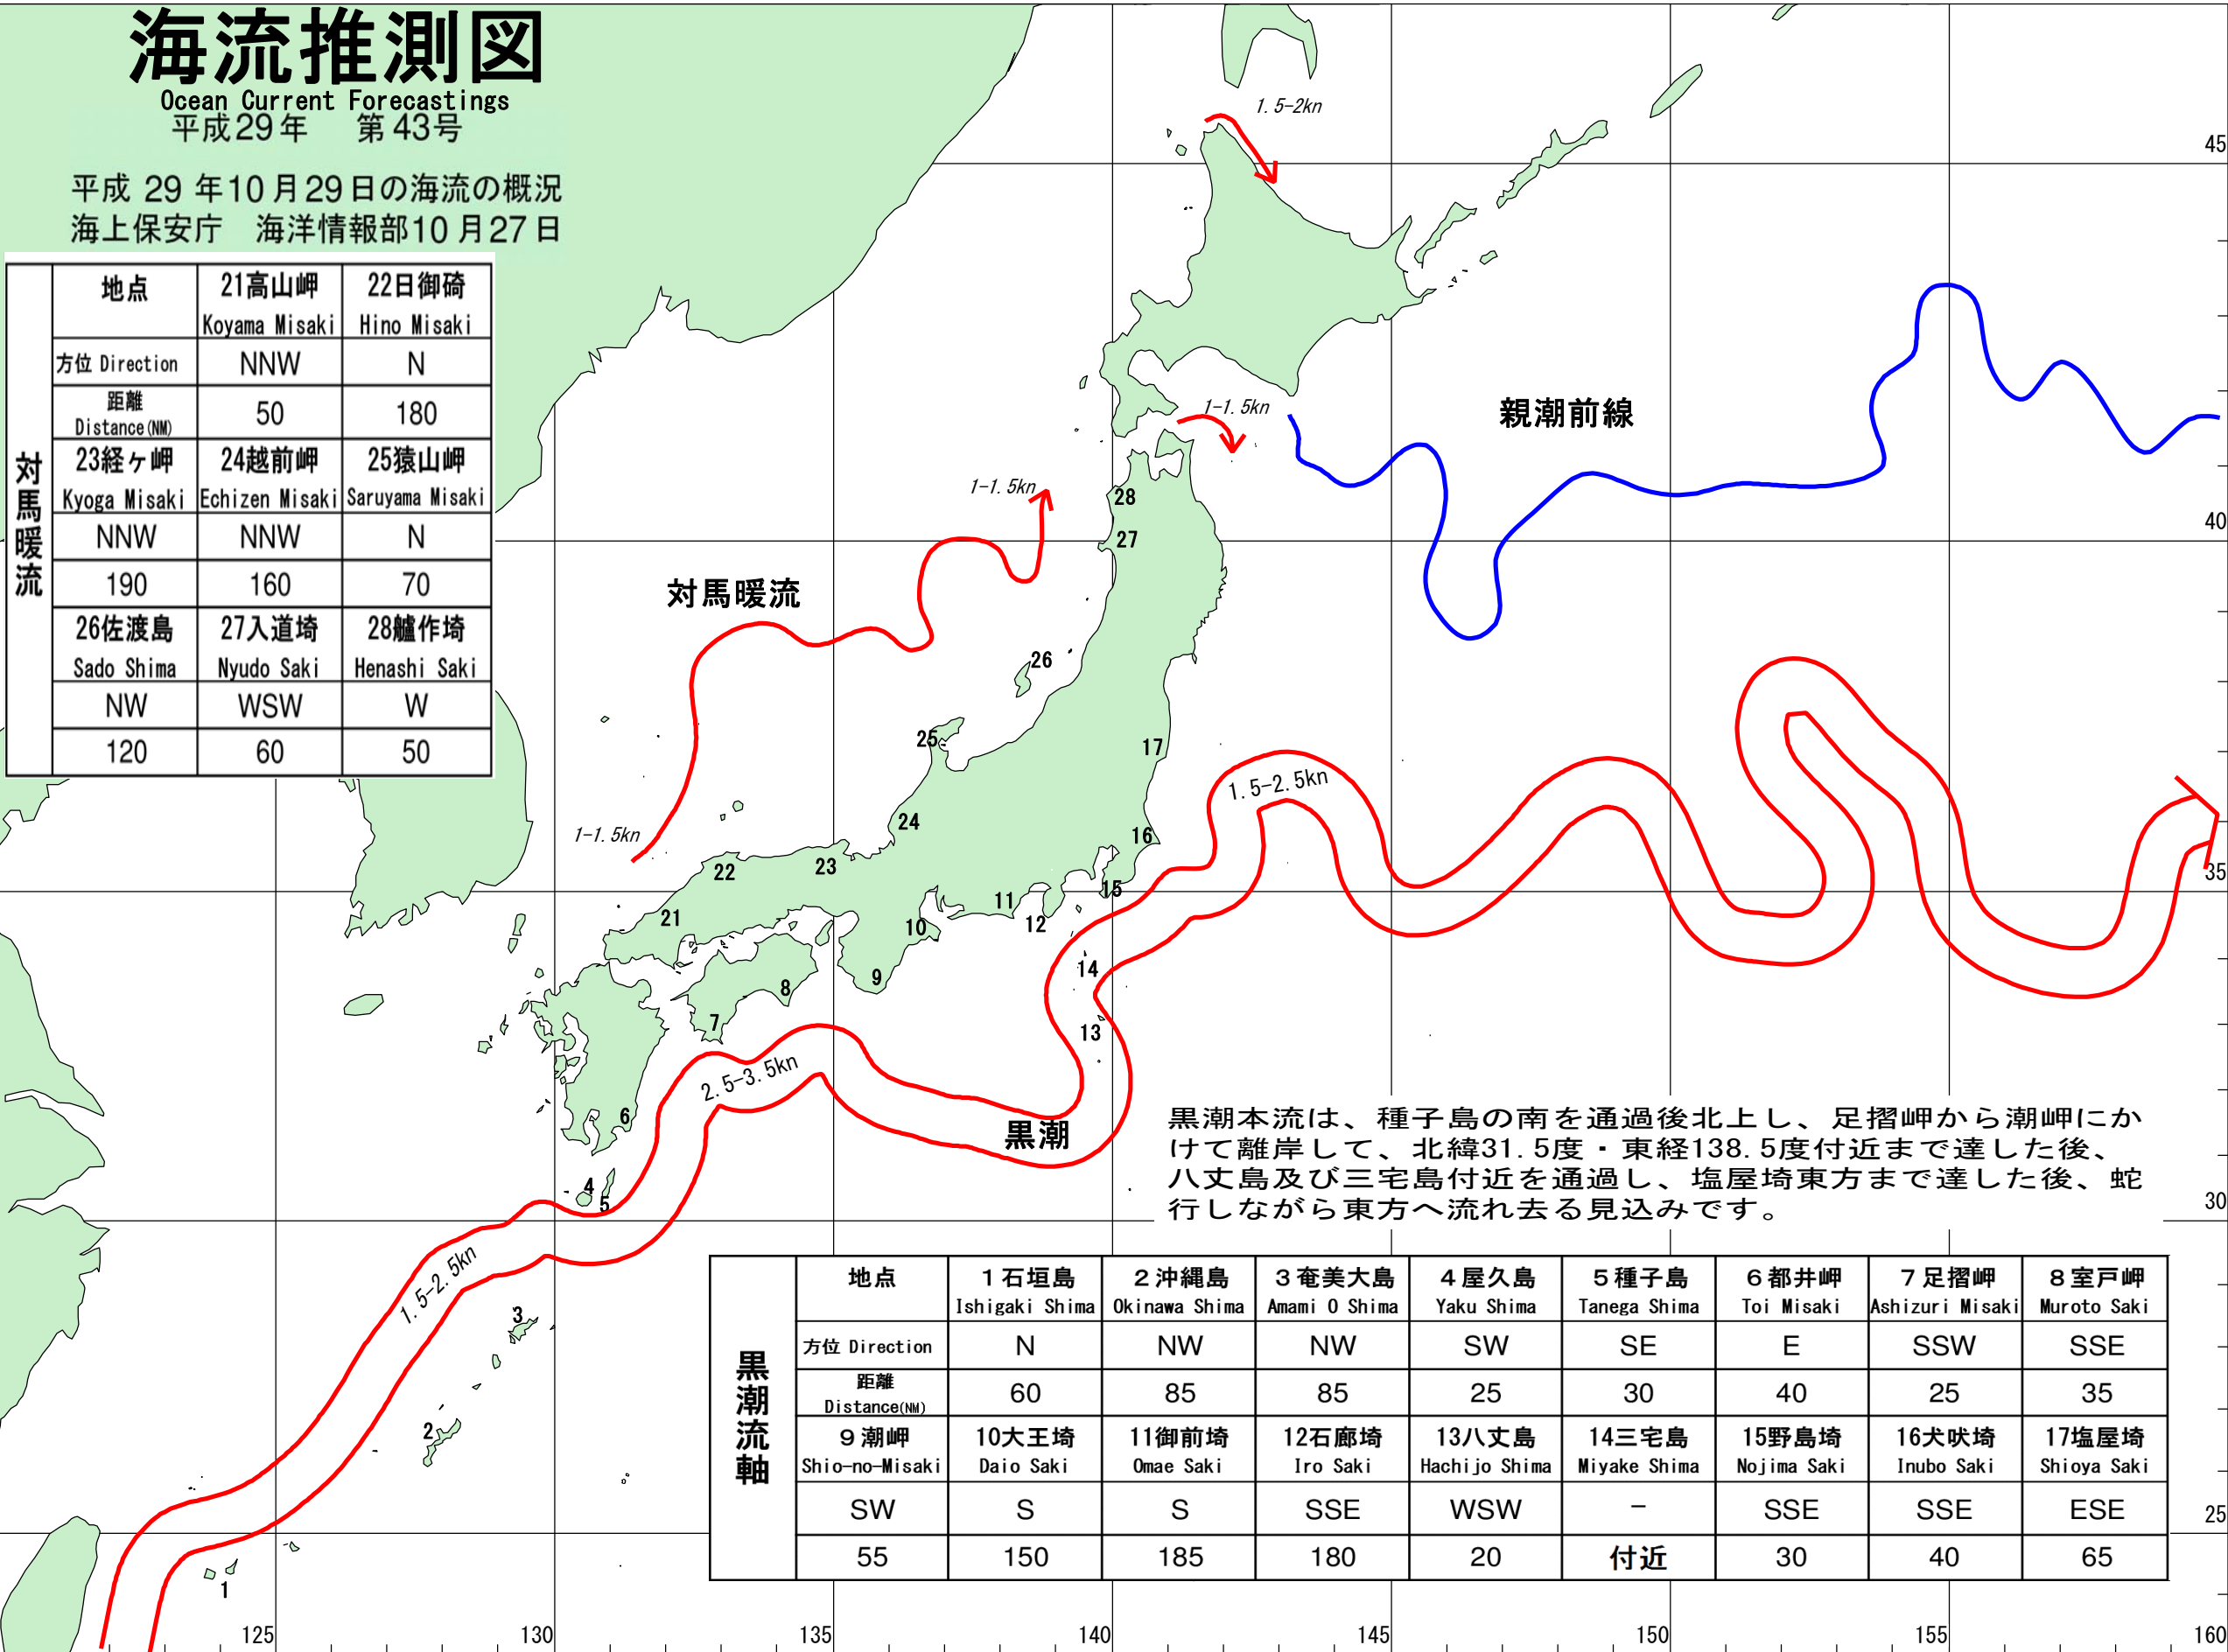 海流推測図
Ocean Current Forecastings
平成29年 第43号
平成 29 年10月29日の海流の概況
海上保安庁 海洋情報部10月27日
対馬暖流
地点 21高山岬 22日御碕
Koyama Misaki Hino Misaki
方位 Direction NNW N
距離 Distance(NM) 50 180
23経ヶ岬 24越前岬 25猿山岬
Kyoga Misaki Echizen Misaki Saruyama Misaki
NNW NNW N
190 160 70
26佐渡島 27入道埼 28艫作埼
Sado Shima Nyudo Saki Henashi Saki
NW WSW W
120 60 50
1.5-2kn
45
親潮前線
1-1.5kn
1-1.5kn
28
40
27
対馬暖流
26
25
17
1.5-2.5kn
1-1.5kn
24
16
22
23
35
15
11
21
10
12
14
9
8
7
13
2.5-3.5kn
6
黒潮
黒潮本流は、種子島の南を通過後北上し、足摺岬から潮岬にか
けて離岸して、北緯31.5度・東経138.5度付近まで達した後、
八丈島及び三宅島付近を通過し、塩屋埼東方まで達した後、蛇
行しながら東方へ流れ去る見込みです。
4
5
30
1.5-2.5kn
3
2
1
黒潮流軸
地点 1石垣島 2沖縄島 3奄美大島 4屋久島 5種子島 6都井岬 7足摺岬 8室戸岬
Ishigaki Shima Okinawa Shima Amami O Shima Yaku Shima Tanega Shima Toi Misaki Ashizuri Misaki Muroto Saki
方位 Direction N NW NW SW SE E SSW SSE
距離 Distance(NM) 60 85 85 25 30 40 25 35
9潮岬 10大王埼 11御前埼 12石廊埼 13八丈島 14三宅島 15野島埼 16犬吠埼 17塩屋埼
Shio-no-Misaki Daio Saki Omae Saki Iro Saki Hachijo Shima Miyake Shima Nojima Saki Inubo Saki Shioya Saki
SW S S SSE WSW － SSE SSE ESE
55 150 185 180 20 付近 30 40 65
25
125 130 135 140 145 150 155 160